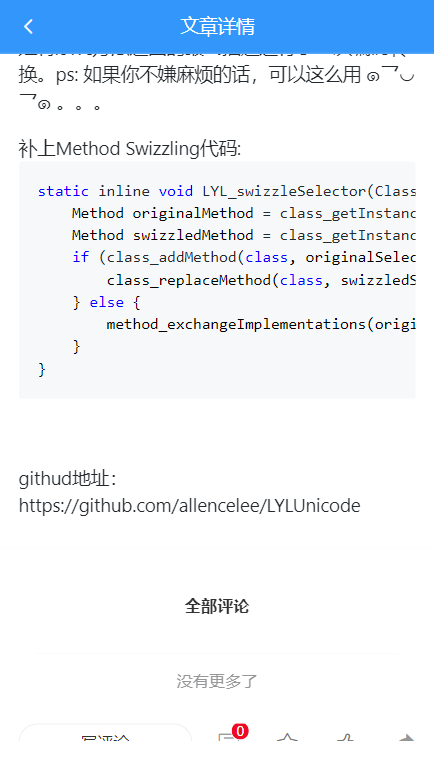 文章详情
换。ps: 如果你不嫌麻烦的话，可以这么用 ๏乛◡
乛๏ 。。。
补上Method Swizzling代码:
static inline void LYL_swizzleSelector(Class
Method originalMethod = class_getInstanc
Method swizzledMethod = class_getInstanc
if (class_addMethod(class, originalSelec
class_replaceMethod(class, swizzledS
} else {
method_exchangeImplementations(origi
}
}
githud地址：
https://github.com/allencelee/LYLUnicode
全部评论
没有更多了
写评论
0